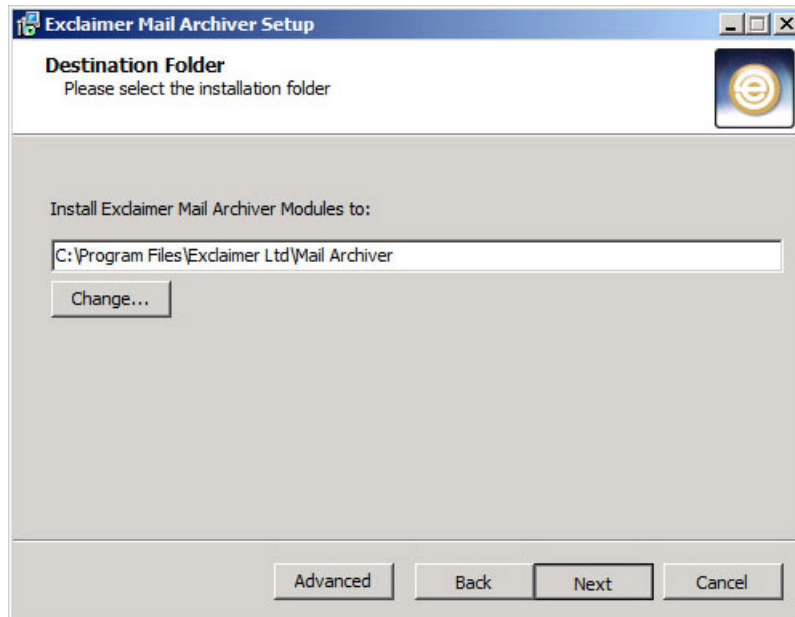 Exclaimer Mail Archiver Setup
Destination Folder
Please select the installation folder
Install Exclaimer Mail Archiver Modules to:
C:\Program Files\Exclaimer Ltd\Mail Archiver
Change...
Advanced
Back
Next
Cancel